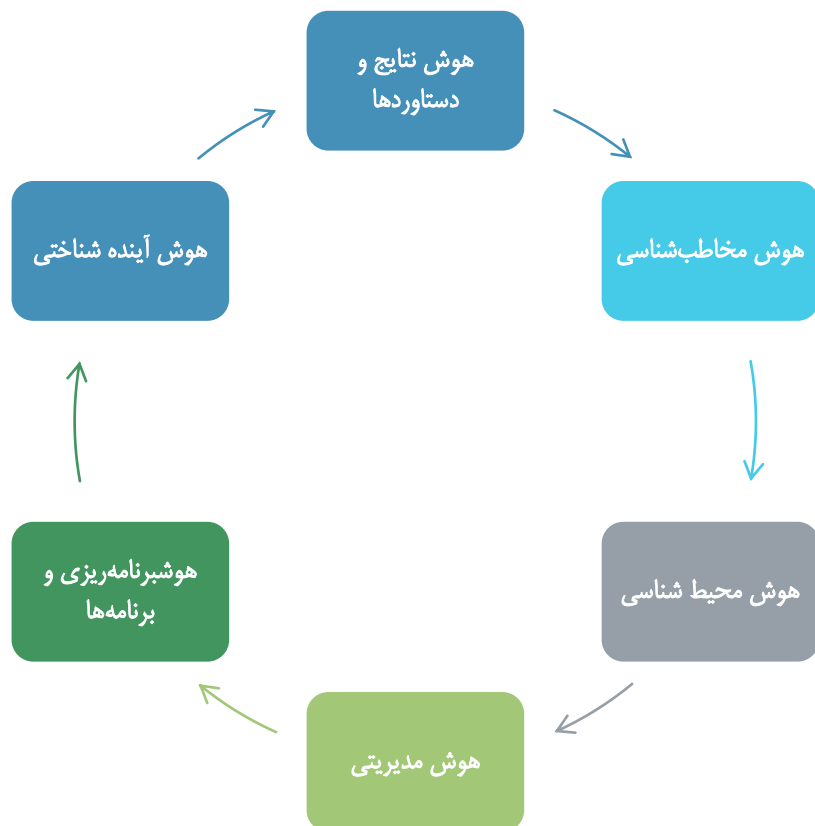 هوش نتایج و
دستاوردها
هوش مخاطب‌شناسی
هوش محیط شناسی
هوش مدیریتی
هوشبرنامه‌ریزی و
برنامه‌ها
هوش آینده شناختی